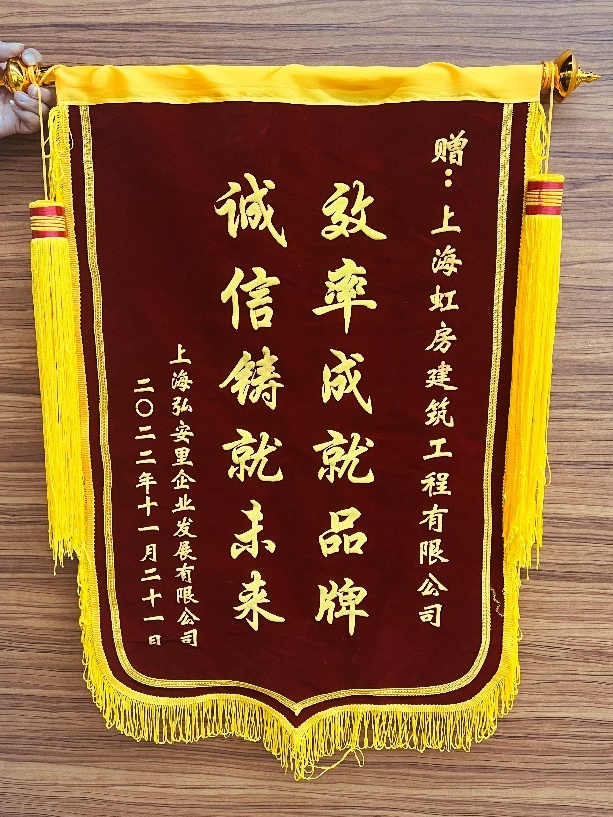 赠：上海虹房建筑工程有限公司
效率成就品牌
诚信铸就未来
上海弘安里企业发展有限公司
二〇二二年十一月二十一日